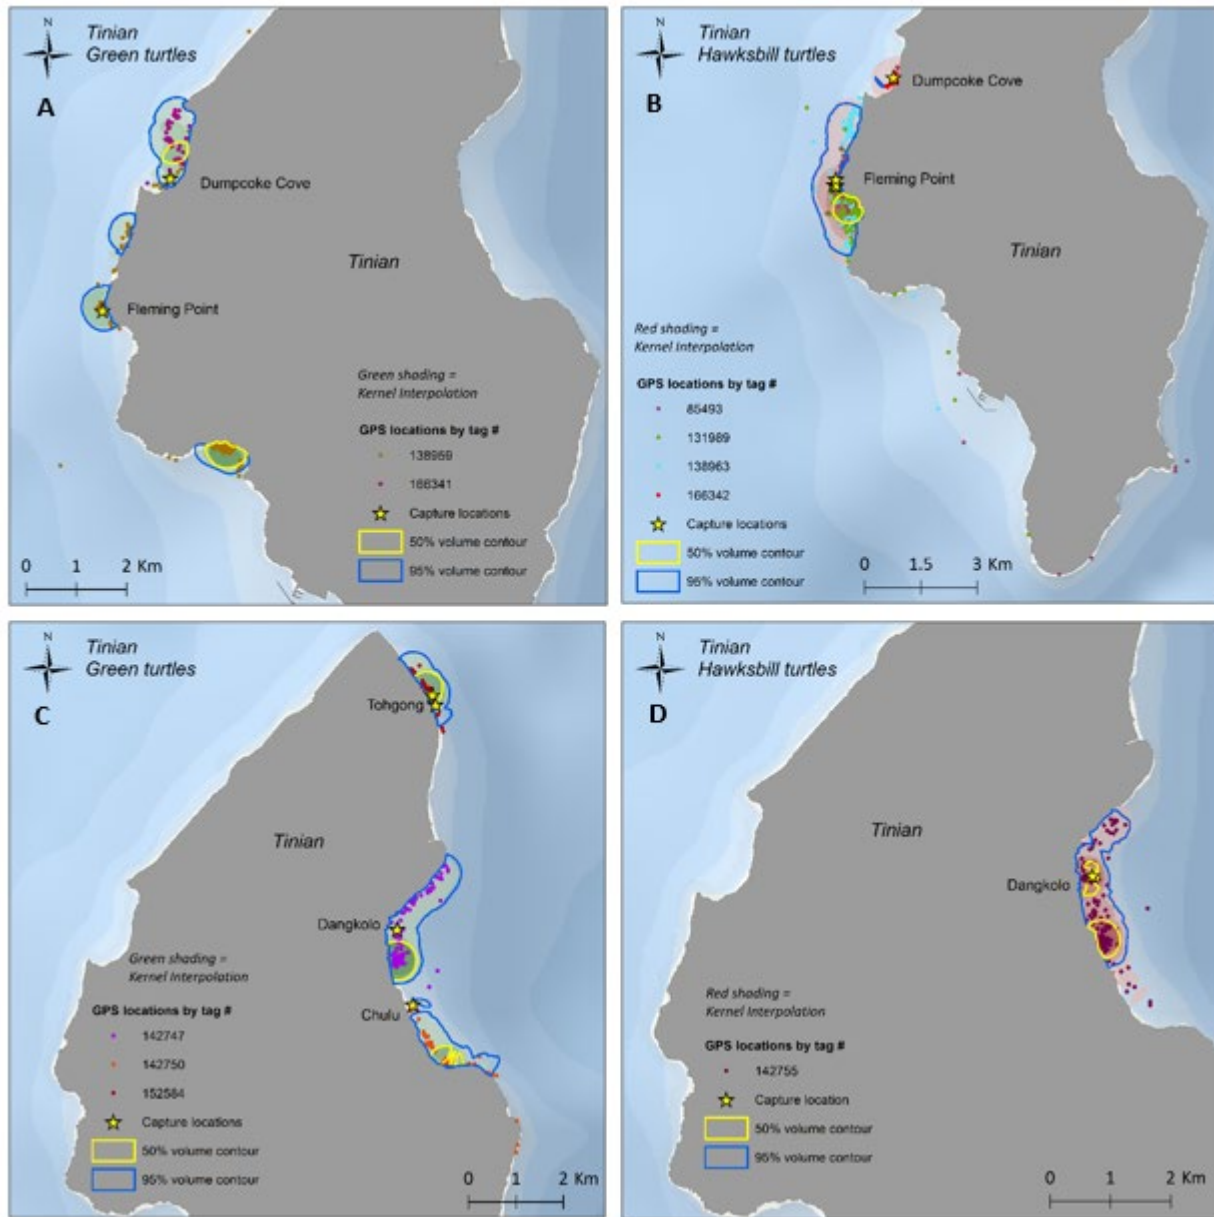 N
Tinian
Green turtles
A
Dumpcoke Cove
Tinian
Fleming Point
Green shading =
Kernel Interpolation
GPS locations by tag #
138959
166341
Capture locations
50% volume contour
95% volume contour
0 1 2 Km
N
Tinian
Hawksbill turtles
B
Dumpcoke Cove
Fleming Point
Tinian
Red shading =
Kernel Interpolation
GPS locations by tag #
85493
131989
138963
166342
Capture locations
50% volume contour
95% volume contour
0 1.5 3 Km
N
Tinian
Green turtles
C
Tohgong
Tinian
Dangkolo
Green shading =
Kernel Interpolation
Chulu
GPS locations by tag #
142747
142750
152584
Capture locations
50% volume contour
95% volume contour
0 1 2 Km
N
Tinian
Hawksbill turtles
D
Tinian
Dangkolo
Red shading =
Kernel Interpolation
GPS locations by tag #
142755
Capture location
50% volume contour
95% volume contour
0 1 2 Km